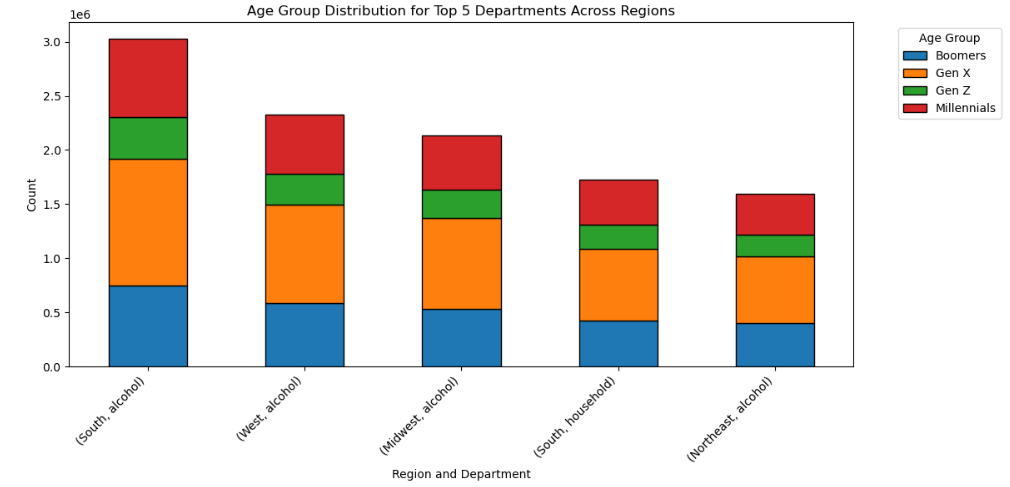 Age Group Distribution for Top 5 Departments Across Regions
1e6
3.0
2.5
2.0
1.5
1.0
0.5
0.0
Count
(South, alcohol)
(West, alcohol)
(Midwest, alcohol)
(South, household)
(Northeast, alcohol)
Region and Department
Age Group
Boomers
Gen X
Gen Z
Millennials